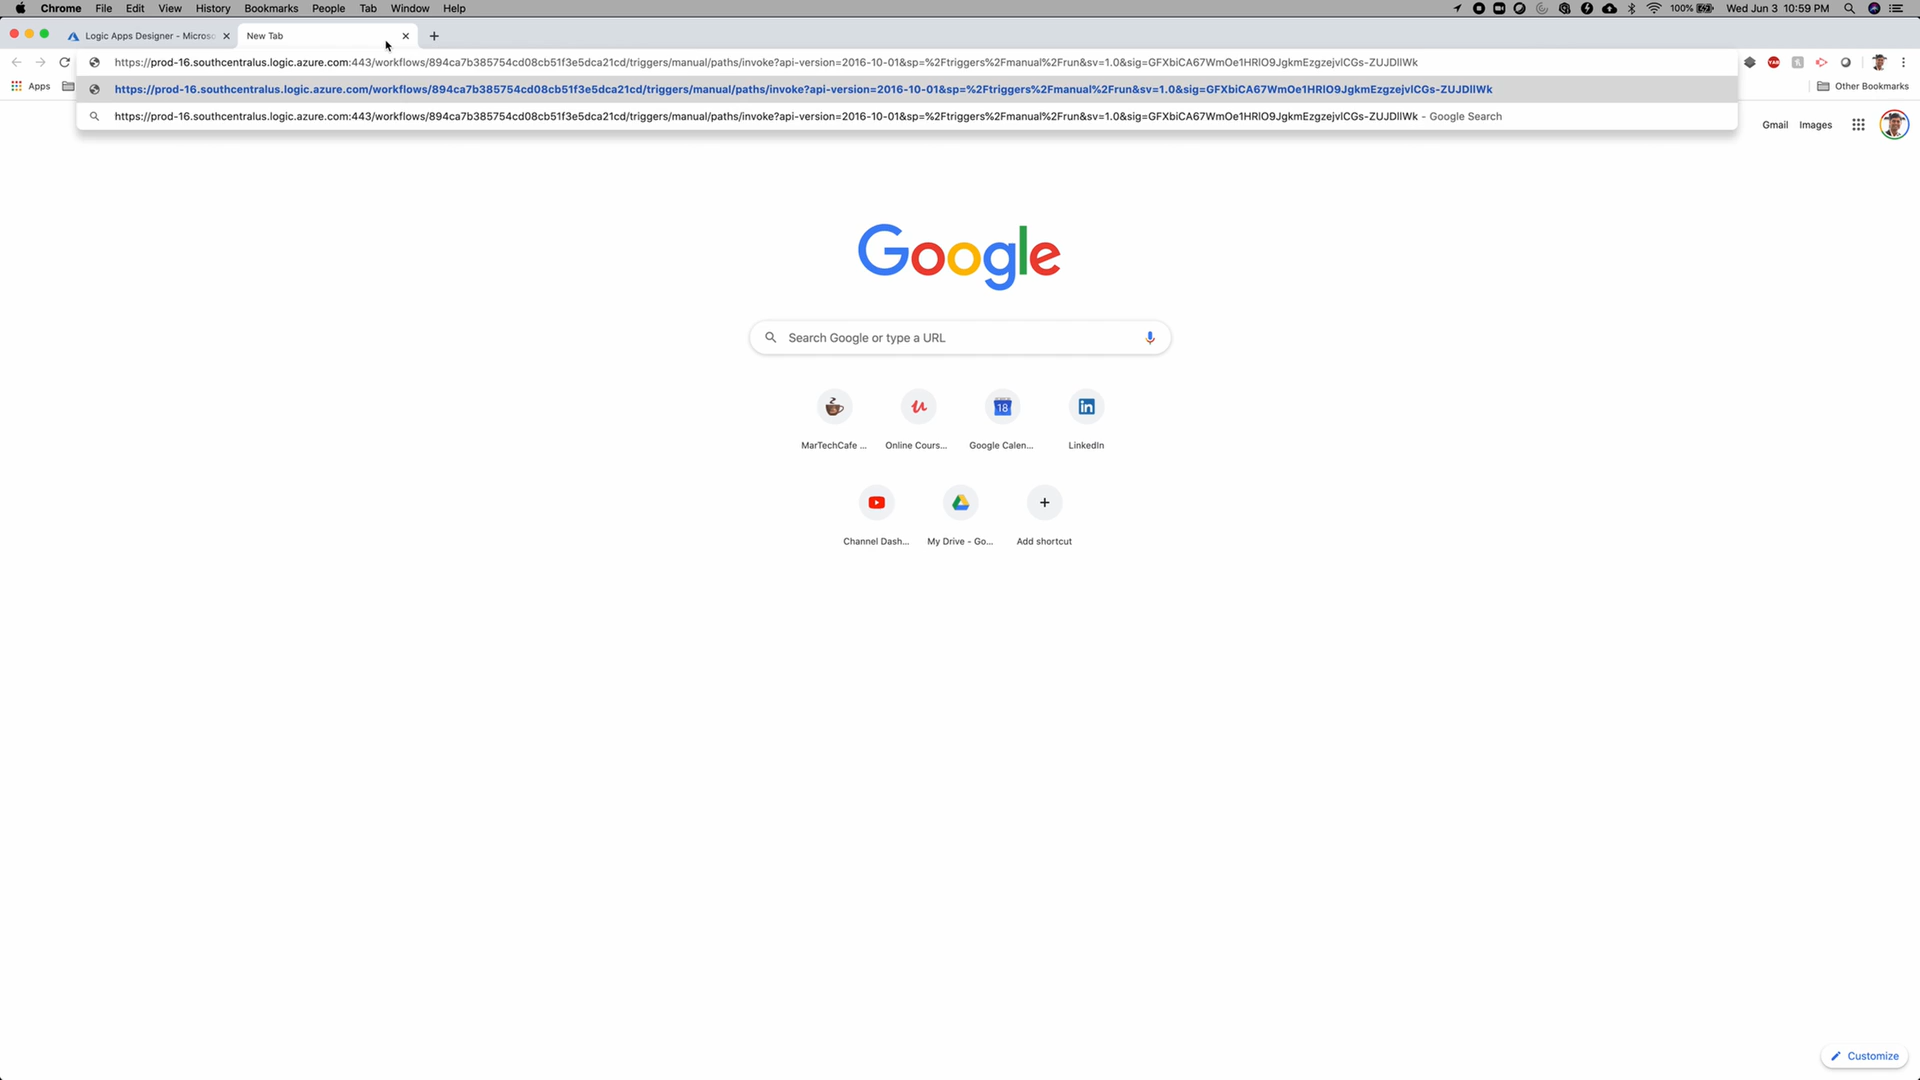 Chrome File Edit View History Bookmarks People Tab Window Help 100% Wed Jun 3 10:59 PM
Logic Apps Designer - Microso New Tab
https://prod-16.southcentralus.logic.azure.com:443/workflows/894ca7b385754cd08cb51f3e5dca21cd/triggers/manual/paths/invoke?api-version=2016-10-01&sp=%2Ftriggers%2Fmanual%2Frun&sv=1.0&sig=GFXbiCA67WmOe1HRlO9JgkmEzgzejvlCGs-ZUJDllWk
Apps Other Bookmarks
https://prod-16.southcentralus.logic.azure.com/workflows/894ca7b385754cd08cb51f3e5dca21cd/triggers/manual/paths/invoke?api-version=2016-10-01&sp=%2Ftriggers%2Fmanual%2Frun&sv=1.0&sig=GFXbiCA67WmOe1HRlO9JgkmEzgzejvlCGs-ZUJDllWk
https://prod-16.southcentralus.logic.azure.com:443/workflows/894ca7b385754cd08cb51f3e5dca21cd/triggers/manual/paths/invoke?api-version=2016-10-01&sp=%2Ftriggers%2Fmanual%2Frun&sv=1.0&sig=GFXbiCA67WmOe1HRlO9JgkmEzgzejvlCGs-ZUJDllWk - Google Search
Gmail Images
Google
Search Google or type a URL
18
MarTechCafe ... Online Cours... Google Calen... LinkedIn
Channel Dash... My Drive - Go... Add shortcut
Customize